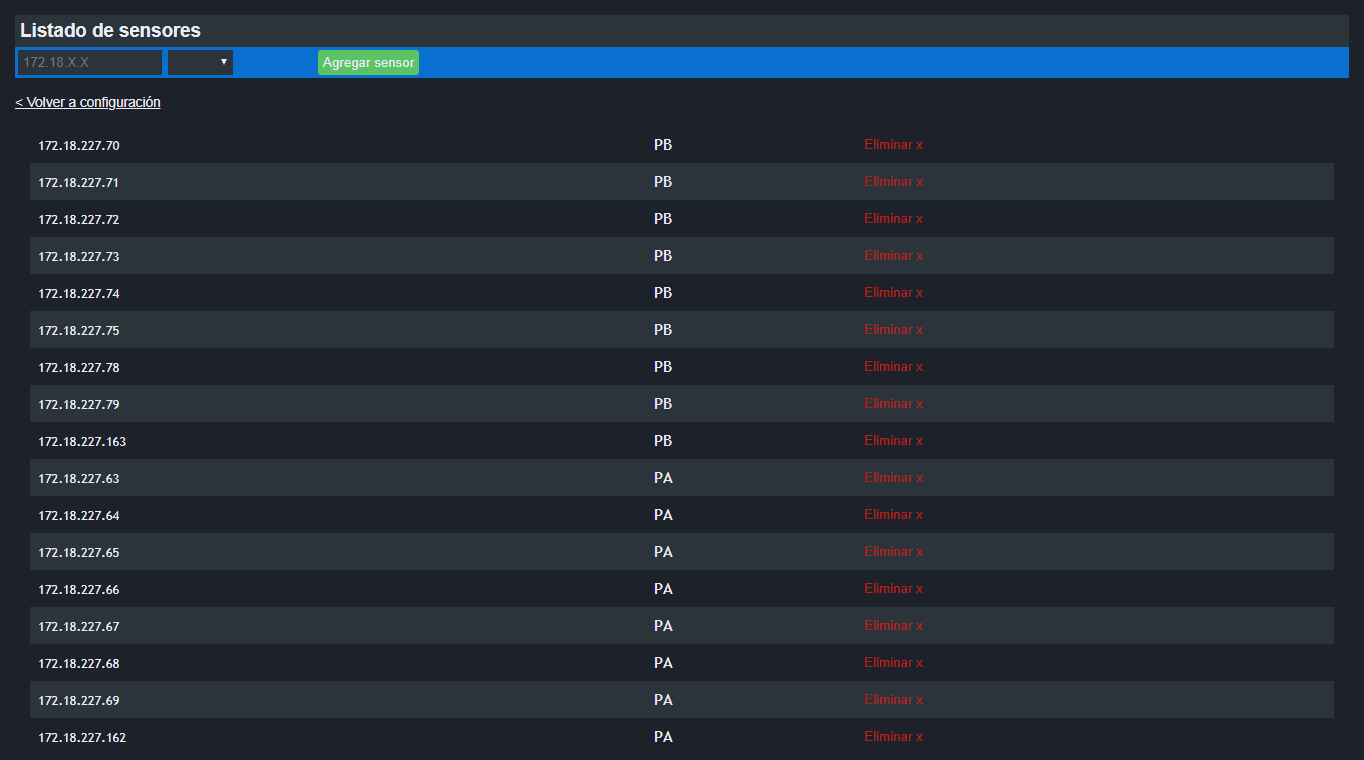 Listado de sensores
172.18.X.X Agregar sensor
< Volver a configuración
172.18.227.70 PB Eliminar x
172.18.227.71 PB Eliminar x
172.18.227.72 PB Eliminar x
172.18.227.73 PB Eliminar x
172.18.227.74 PB Eliminar x
172.18.227.75 PB Eliminar x
172.18.227.78 PB Eliminar x
172.18.227.79 PB Eliminar x
172.18.227.163 PB Eliminar x
172.18.227.63 PA Eliminar x
172.18.227.64 PA Eliminar x
172.18.227.65 PA Eliminar x
172.18.227.66 PA Eliminar x
172.18.227.67 PA Eliminar x
172.18.227.68 PA Eliminar x
172.18.227.69 PA Eliminar x
172.18.227.162 PA Eliminar x